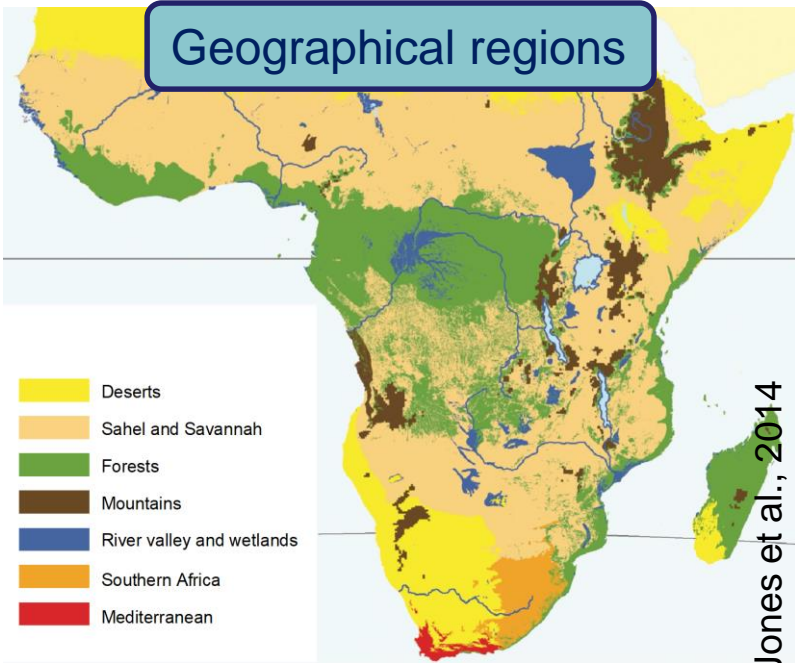 Geographical regions
Deserts
Sahel and Savannah
Forests
Mountains
River valley and wetlands
Southern Africa
Mediterranean
Jones et al., 2014